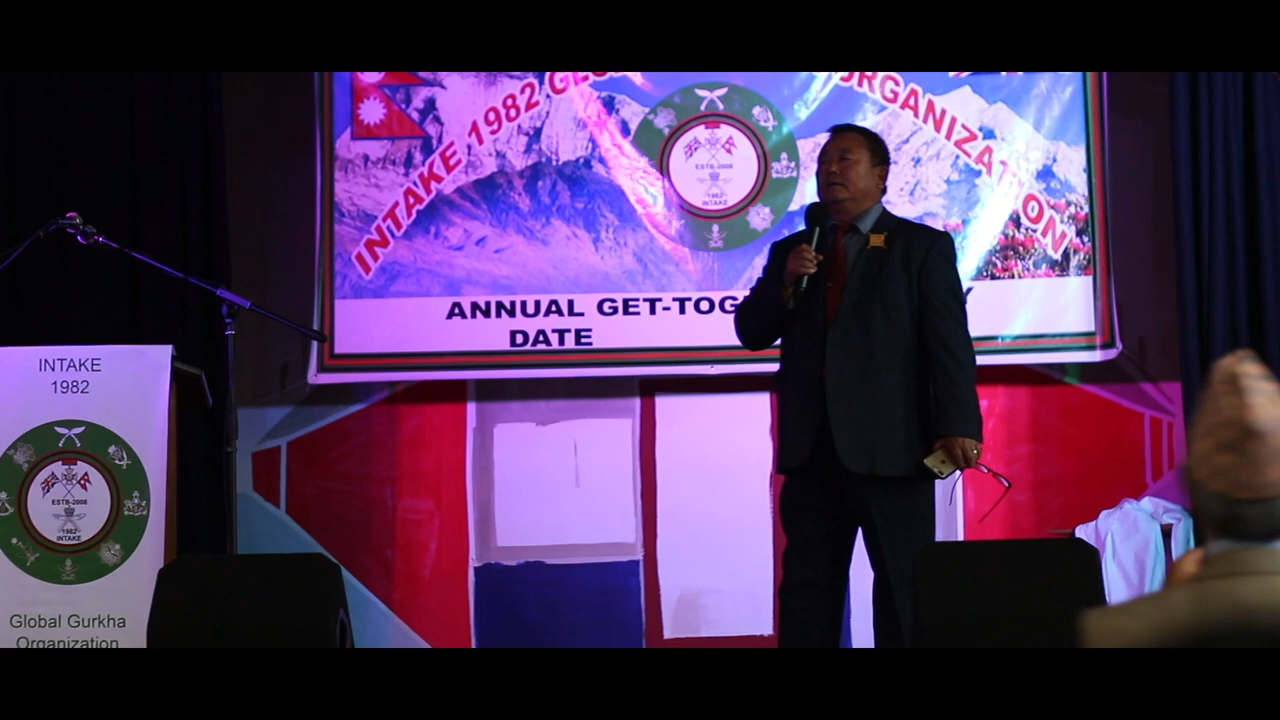 INTAKE 1982 GLO
ORGANIZATION
ESTB-2008
1982
INTAKE
ANNUAL GET-TOG
DATE
INTAKE
1982
ESTB-2008
1982
INTAKE
Global Gurkha
Organization